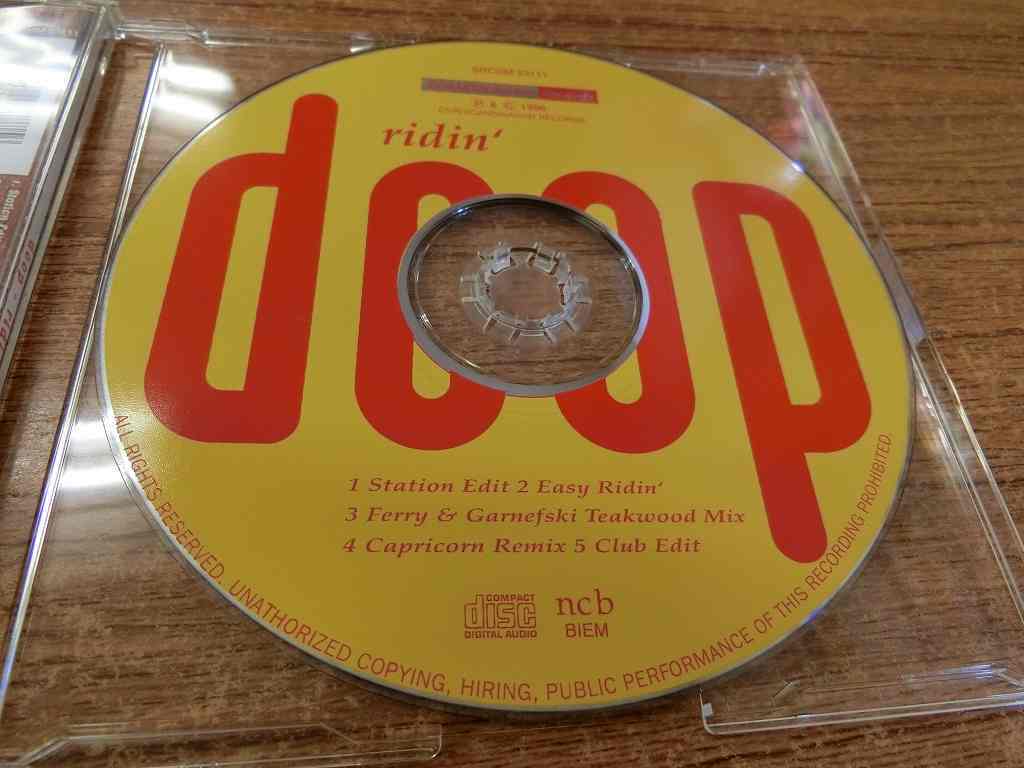 ridin‘
doop
1 Station Edit 2 Easy Ridin‘
3 Ferry & Garnefski Teakwood Mix
4 Capricorn Remix 5 Club Edit
COMPACT
disc
DIGITAL AUDIO
ncb
BIEM
ALL RIGHTS RESERVED. UNATHORIZED COPYING, HIRING, PUBLIC PERFORMANCE OF THIS RECORDING PROHIBITED